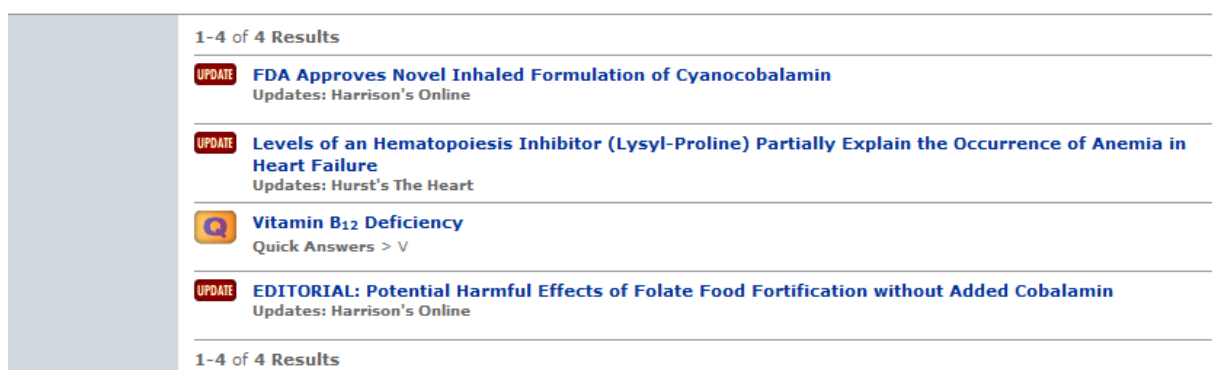 1-4 of 4 Results
UPDATE FDA Approves Novel Inhaled Formulation of Cyanocobalamin
Updates: Harrison's Online
UPDATE Levels of an Hematopoiesis Inhibitor (Lysyl-Proline) Partially Explain the Occurrence of Anemia in
Heart Failure
Updates: Hurst's The Heart
Q Vitamin B₁₂ Deficiency
Quick Answers > V
UPDATE EDITORIAL: Potential Harmful Effects of Folate Food Fortification without Added Cobalamin
Updates: Harrison's Online
1-4 of 4 Results